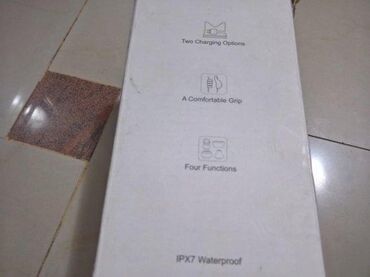 Two Charging Options
A Comfortable Grip
Four Functions
IPX7 Waterproof